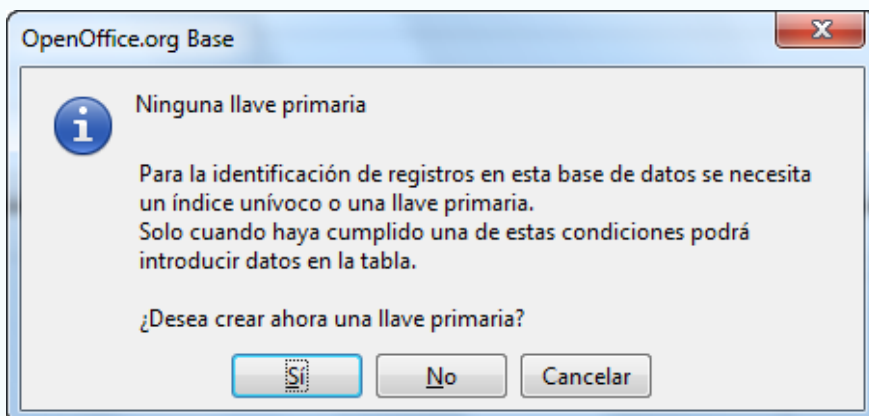 OpenOffice.org Base
Ninguna llave primaria
Para la identificación de registros en esta base de datos se necesita
un índice unívoco o una llave primaria.
Solo cuando haya cumplido una de estas condiciones podrá
introducir datos en la tabla.
¿Desea crear ahora una llave primaria?
Sí No Cancelar